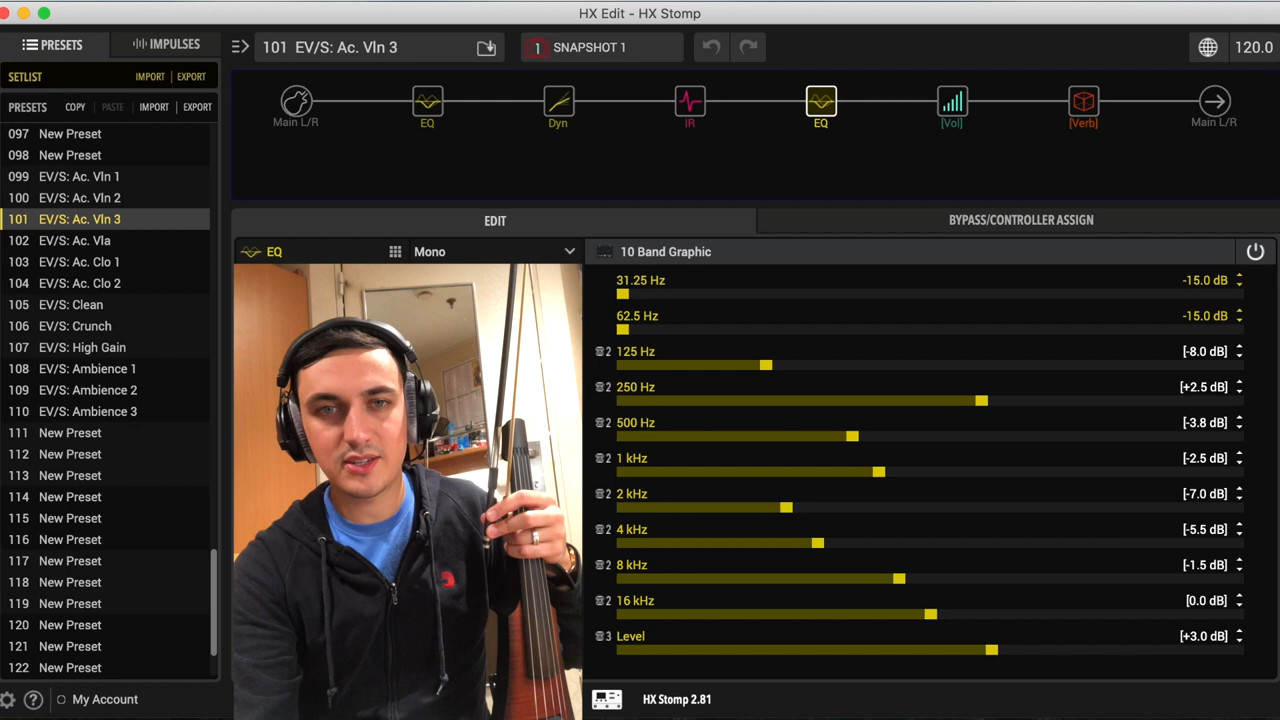 HX Edit - HX Stomp
PRESETS
IMPULSES
101 EV/S: Ac. Vln 3
1 SNAPSHOT 1
120.0
SETLIST IMPORT | EXPORT
PRESETS COPY PASTE IMPORT | EXPORT
097 New Preset
098 New Preset
099 EV/S: Ac. Vln 1
100 EV/S: Ac. Vln 2
101 EV/S: Ac. Vln 3
102 EV/S: Ac. Vla
103 EV/S: Ac. Clo 1
104 EV/S: Ac. Clo 2
105 EV/S: Clean
106 EV/S: Crunch
107 EV/S: High Gain
108 EV/S: Ambience 1
109 EV/S: Ambience 2
110 EV/S: Ambience 3
111 New Preset
112 New Preset
113 New Preset
114 New Preset
115 New Preset
116 New Preset
117 New Preset
118 New Preset
119 New Preset
120 New Preset
121 New Preset
122 New Preset
? My Account
Main L/R
EQ
Dyn
IR
EQ
[Vol]
[Verb]
Main L/R
EDIT
BYPASS/CONTROLLER ASSIGN
EQ
Mono
10 Band Graphic
31.25 Hz -15.0 dB
62.5 Hz -15.0 dB
2 125 Hz [-8.0 dB]
2 250 Hz [+2.5 dB]
2 500 Hz [-3.8 dB]
2 1 kHz [-2.5 dB]
2 2 kHz [-7.0 dB]
2 4 kHz [-5.5 dB]
2 8 kHz [-1.5 dB]
2 16 kHz [0.0 dB]
3 Level [+3.0 dB]
HX Stomp 2.81